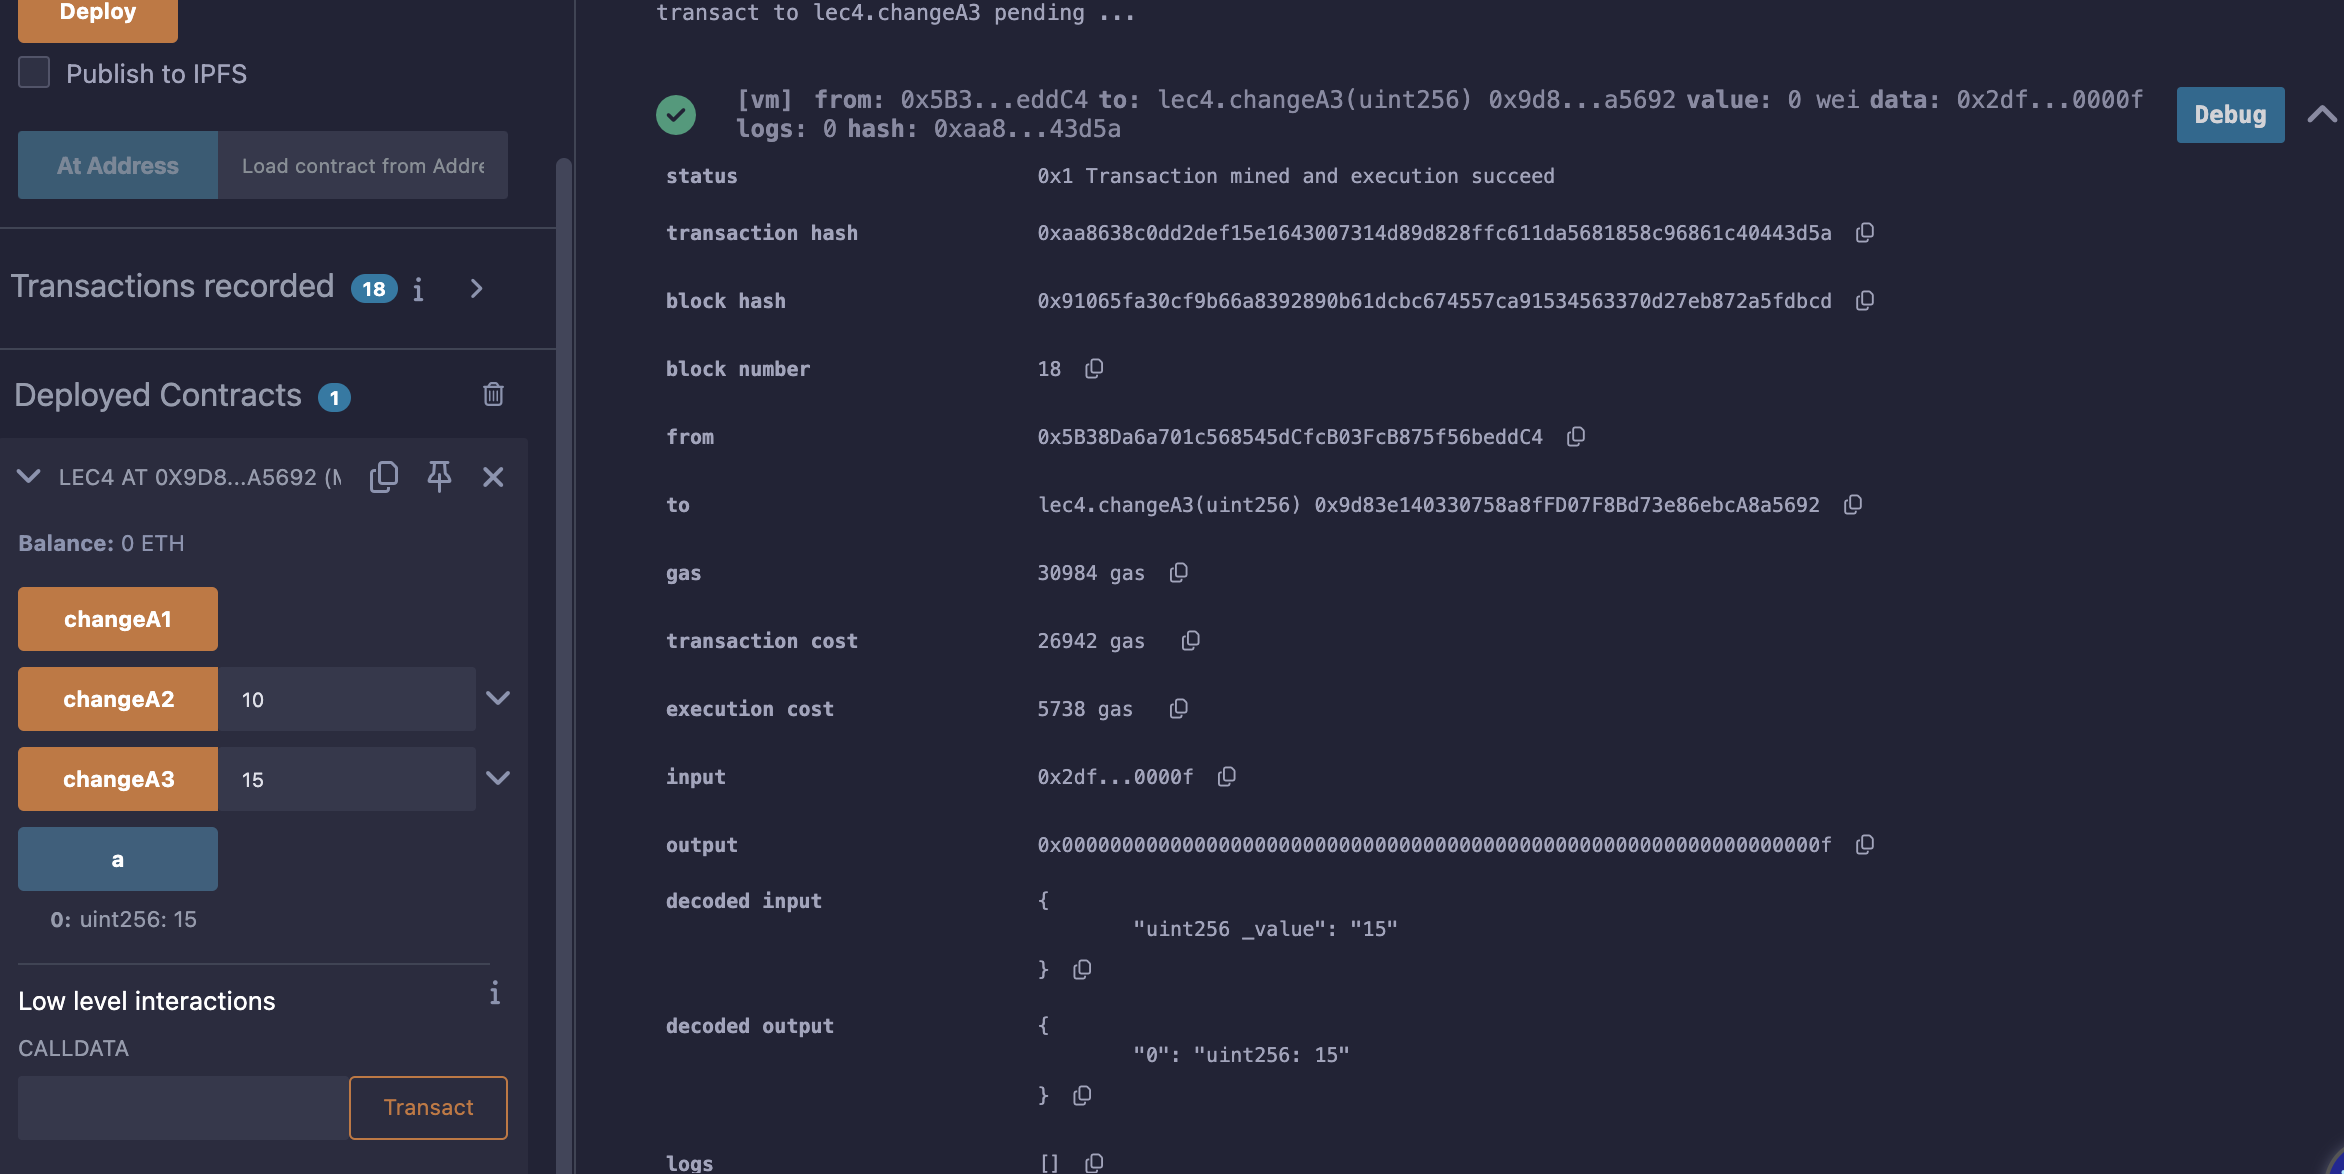 Deploy
Publish to IPFS
At Address
Load contract from Addre
Transactions recorded 18 i
Deployed Contracts 1
LEC4 AT 0X9D8...A5692 (M
Balance: 0 ETH
changeA1
changeA2 10
changeA3 15
a
0: uint256: 15
Low level interactions i
CALLDATA
Transact
transact to lec4.changeA3 pending ...
[vm] from: 0x5B3...eddC4 to: lec4.changeA3(uint256) 0x9d8...a5692 value: 0 wei data: 0x2df...0000f
logs: 0 hash: 0xaa8...43d5a
Debug
status 0x1 Transaction mined and execution succeed
transaction hash 0xaa8638c0dd2def15e1643007314d89d828ffc611da5681858c96861c40443d5a
block hash 0x91065fa30cf9b66a8392890b61dcbc674557ca91534563370d27eb872a5fdbcd
block number 18
from 0x5B38Da6a701c568545dCfcB03FcB875f56beddC4
to lec4.changeA3(uint256) 0x9d83e140330758a8fFD07F8Bd73e86ebcA8a5692
gas 30984 gas
transaction cost 26942 gas
execution cost 5738 gas
input 0x2df...0000f
output 0x000000000000000000000000000000000000000000000000000000000000000f
decoded input {
"uint256 _value": "15"
}
decoded output {
"0": "uint256: 15"
}
logs []